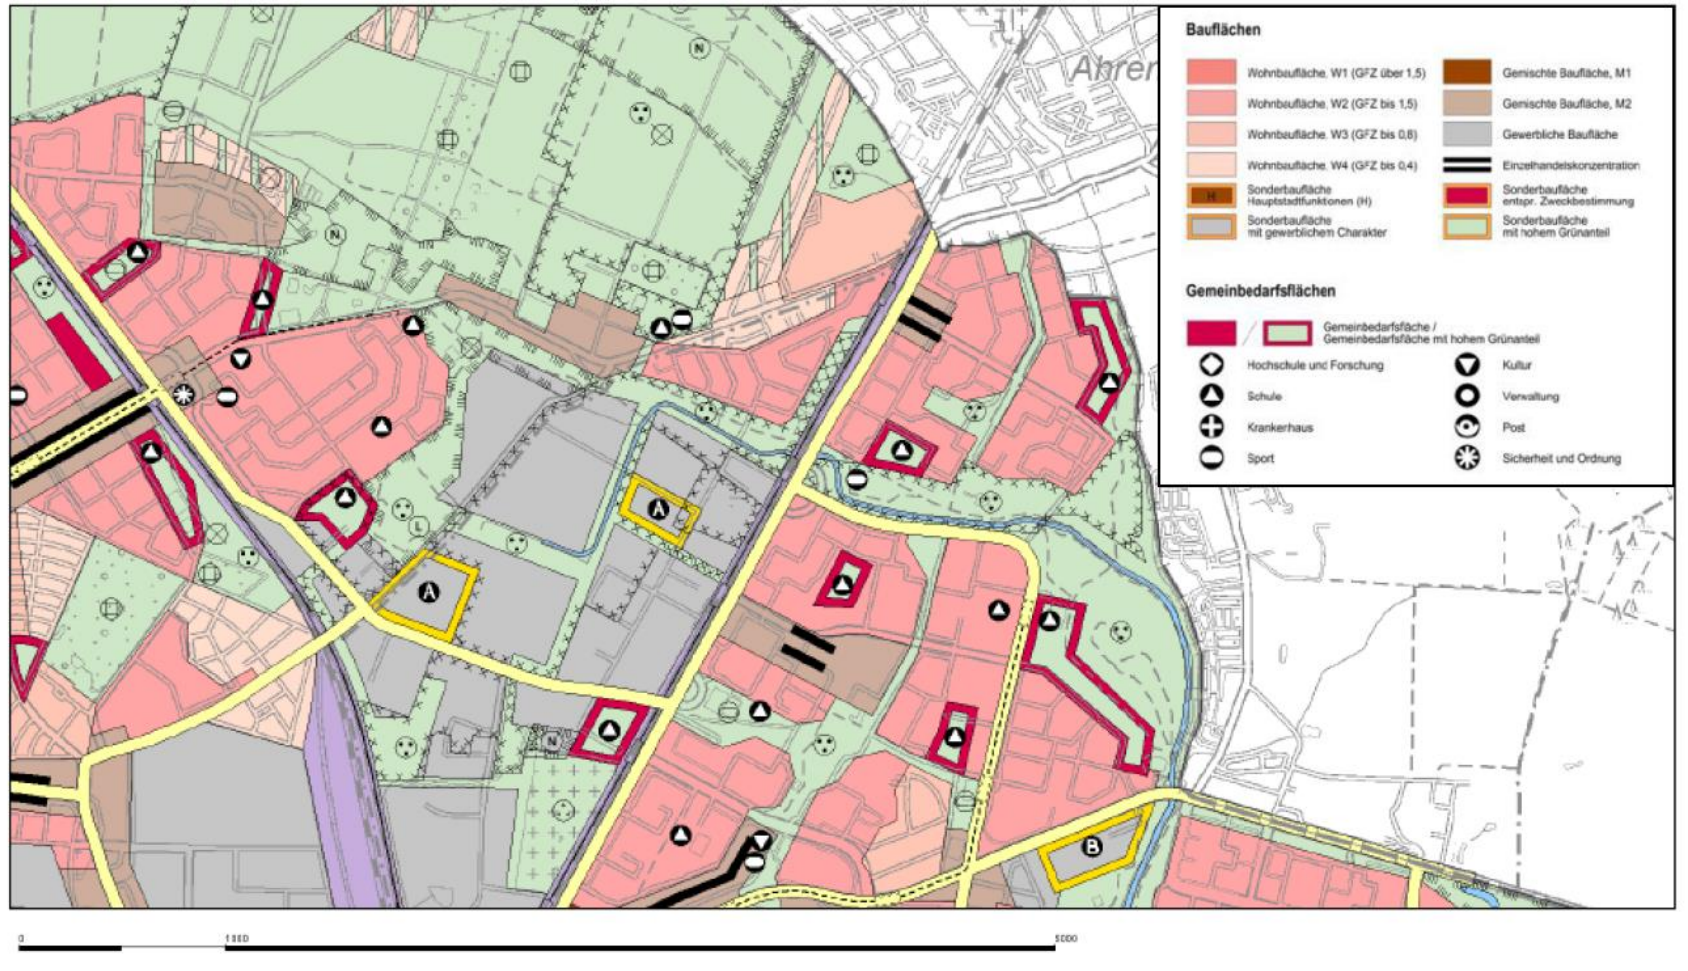 N
Ahren
L
A
A
N
N
B
Bauflächen
Wohnbaufläche, W1 (GFZ über 1,5)
Wohnbaufläche, W2 (GFZ bis 1,5)
Wohnbaufläche, W3 (GFZ bis 0,8)
Wohnbaufläche, W4 (GFZ bis 0,4)
H
Sonderbaufläche
Hauptstadtfunktionen (H)
Sonderbaufläche
mit gewerblichem Charakter
Gemischte Baufläche, M1
Gemischte Baufläche, M2
Gewerbliche Baufläche
Einzelhandelskonzentration
Sonderbaufläche
entspr. Zweckbestimmung
Sonderbaufläche
mit hohem Grünanteil
Gemeinbedarfsflächen
Gemeinbedarfsfläche /
Gemeinbedarfsfläche mit hohem Grünanteil
Hochschule und Forschung
Schule
Krankerhaus
Sport
Kultur
Verwaltung
Post
Sicherheit und Ordnung
0
1000
5000